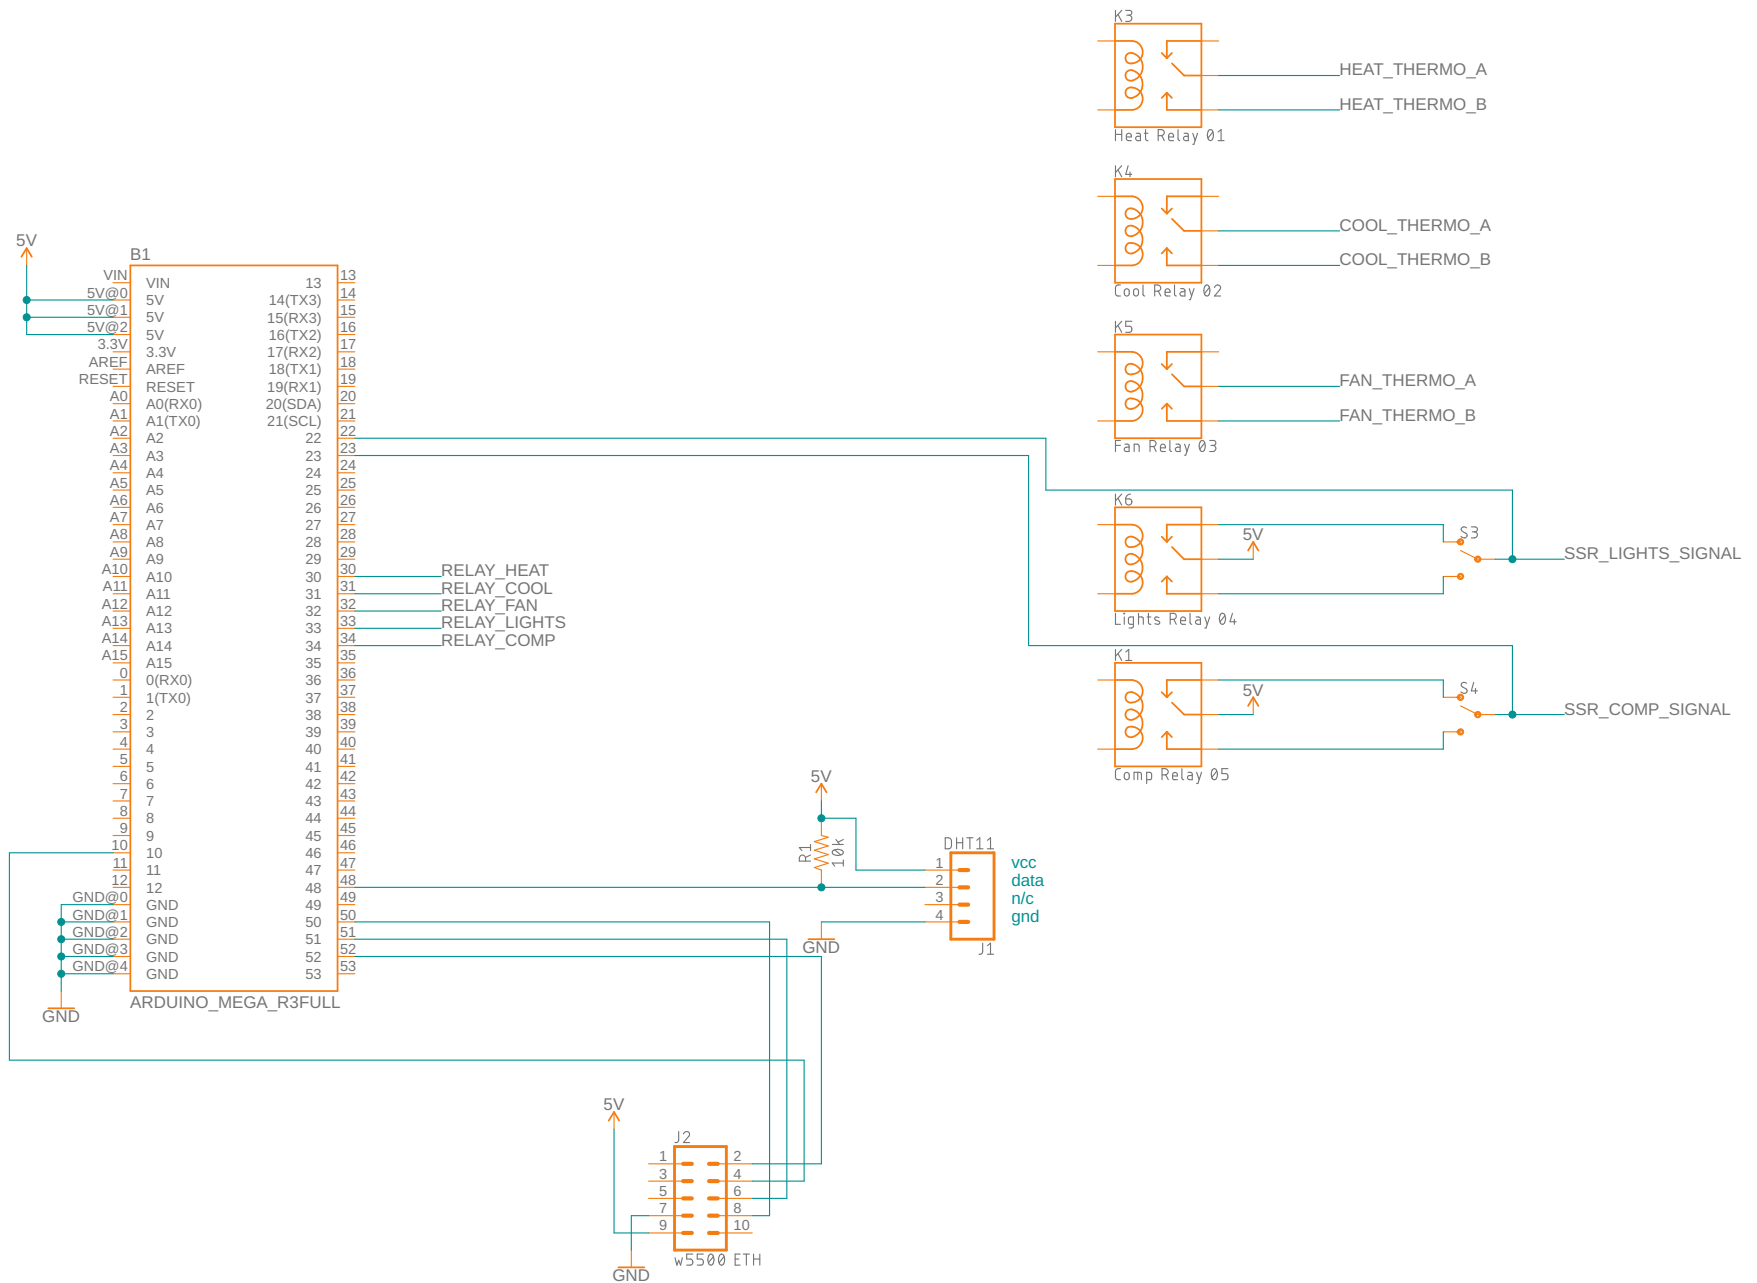 K3
HEAT_THERMO_A
HEAT_THERMO_B
Heat Relay 01
K4
COOL_THERMO_A
COOL_THERMO_B
Cool Relay 02
K5
FAN_THERMO_A
FAN_THERMO_B
Fan Relay 03
K6
5V
S3
SSR_LIGHTS_SIGNAL
Lights Relay 04
K1
5V
S4
SSR_COMP_SIGNAL
Comp Relay 05
5V
B1
VIN VIN 13 13
5V@0 5V 14(TX3) 14
5V@1 5V 15(RX3) 15
5V@2 5V 16(TX2) 16
3.3V 3.3V 17(RX2) 17
AREF AREF 18(TX1) 18
RESET RESET 19(RX1) 19
A0 A0(RX0) 20(SDA) 20
A1 A1(TX0) 21(SCL) 21
A2 A2 22 22
A3 A3 23 23
A4 A4 24 24
A5 A5 25 25
A6 A6 26 26
A7 A7 27 27
A8 A8 28 28
A9 A9 29 29
A10 A10 30 30 RELAY_HEAT
A11 A11 31 31 RELAY_COOL
A12 A12 32 32 RELAY_FAN
A13 A13 33 33 RELAY_LIGHTS
A14 A14 34 34 RELAY_COMP
A15 A15 35 35
0 0(RX0) 36 36
1 1(TX0) 37 37
2 2 38 38
3 3 39 39
4 4 40 40
5 5 41 41
6 6 42 42
7 7 43 43
8 8 44 44
9 9 45 45
10 10 46 46
11 11 47 47
12 12 48 48
GND@0 GND 49 49
GND@1 GND 50 50
GND@2 GND 51 51
GND@3 GND 52 52
GND@4 GND 53 53
ARDUINO_MEGA_R3FULL
GND
5V
R1
10k
DHT11
1 vcc
2 data
3 n/c
4 gnd
GND
J1
5V
J2
1 2
3 4
5 6
7 8
9 10
w5500 ETH
GND